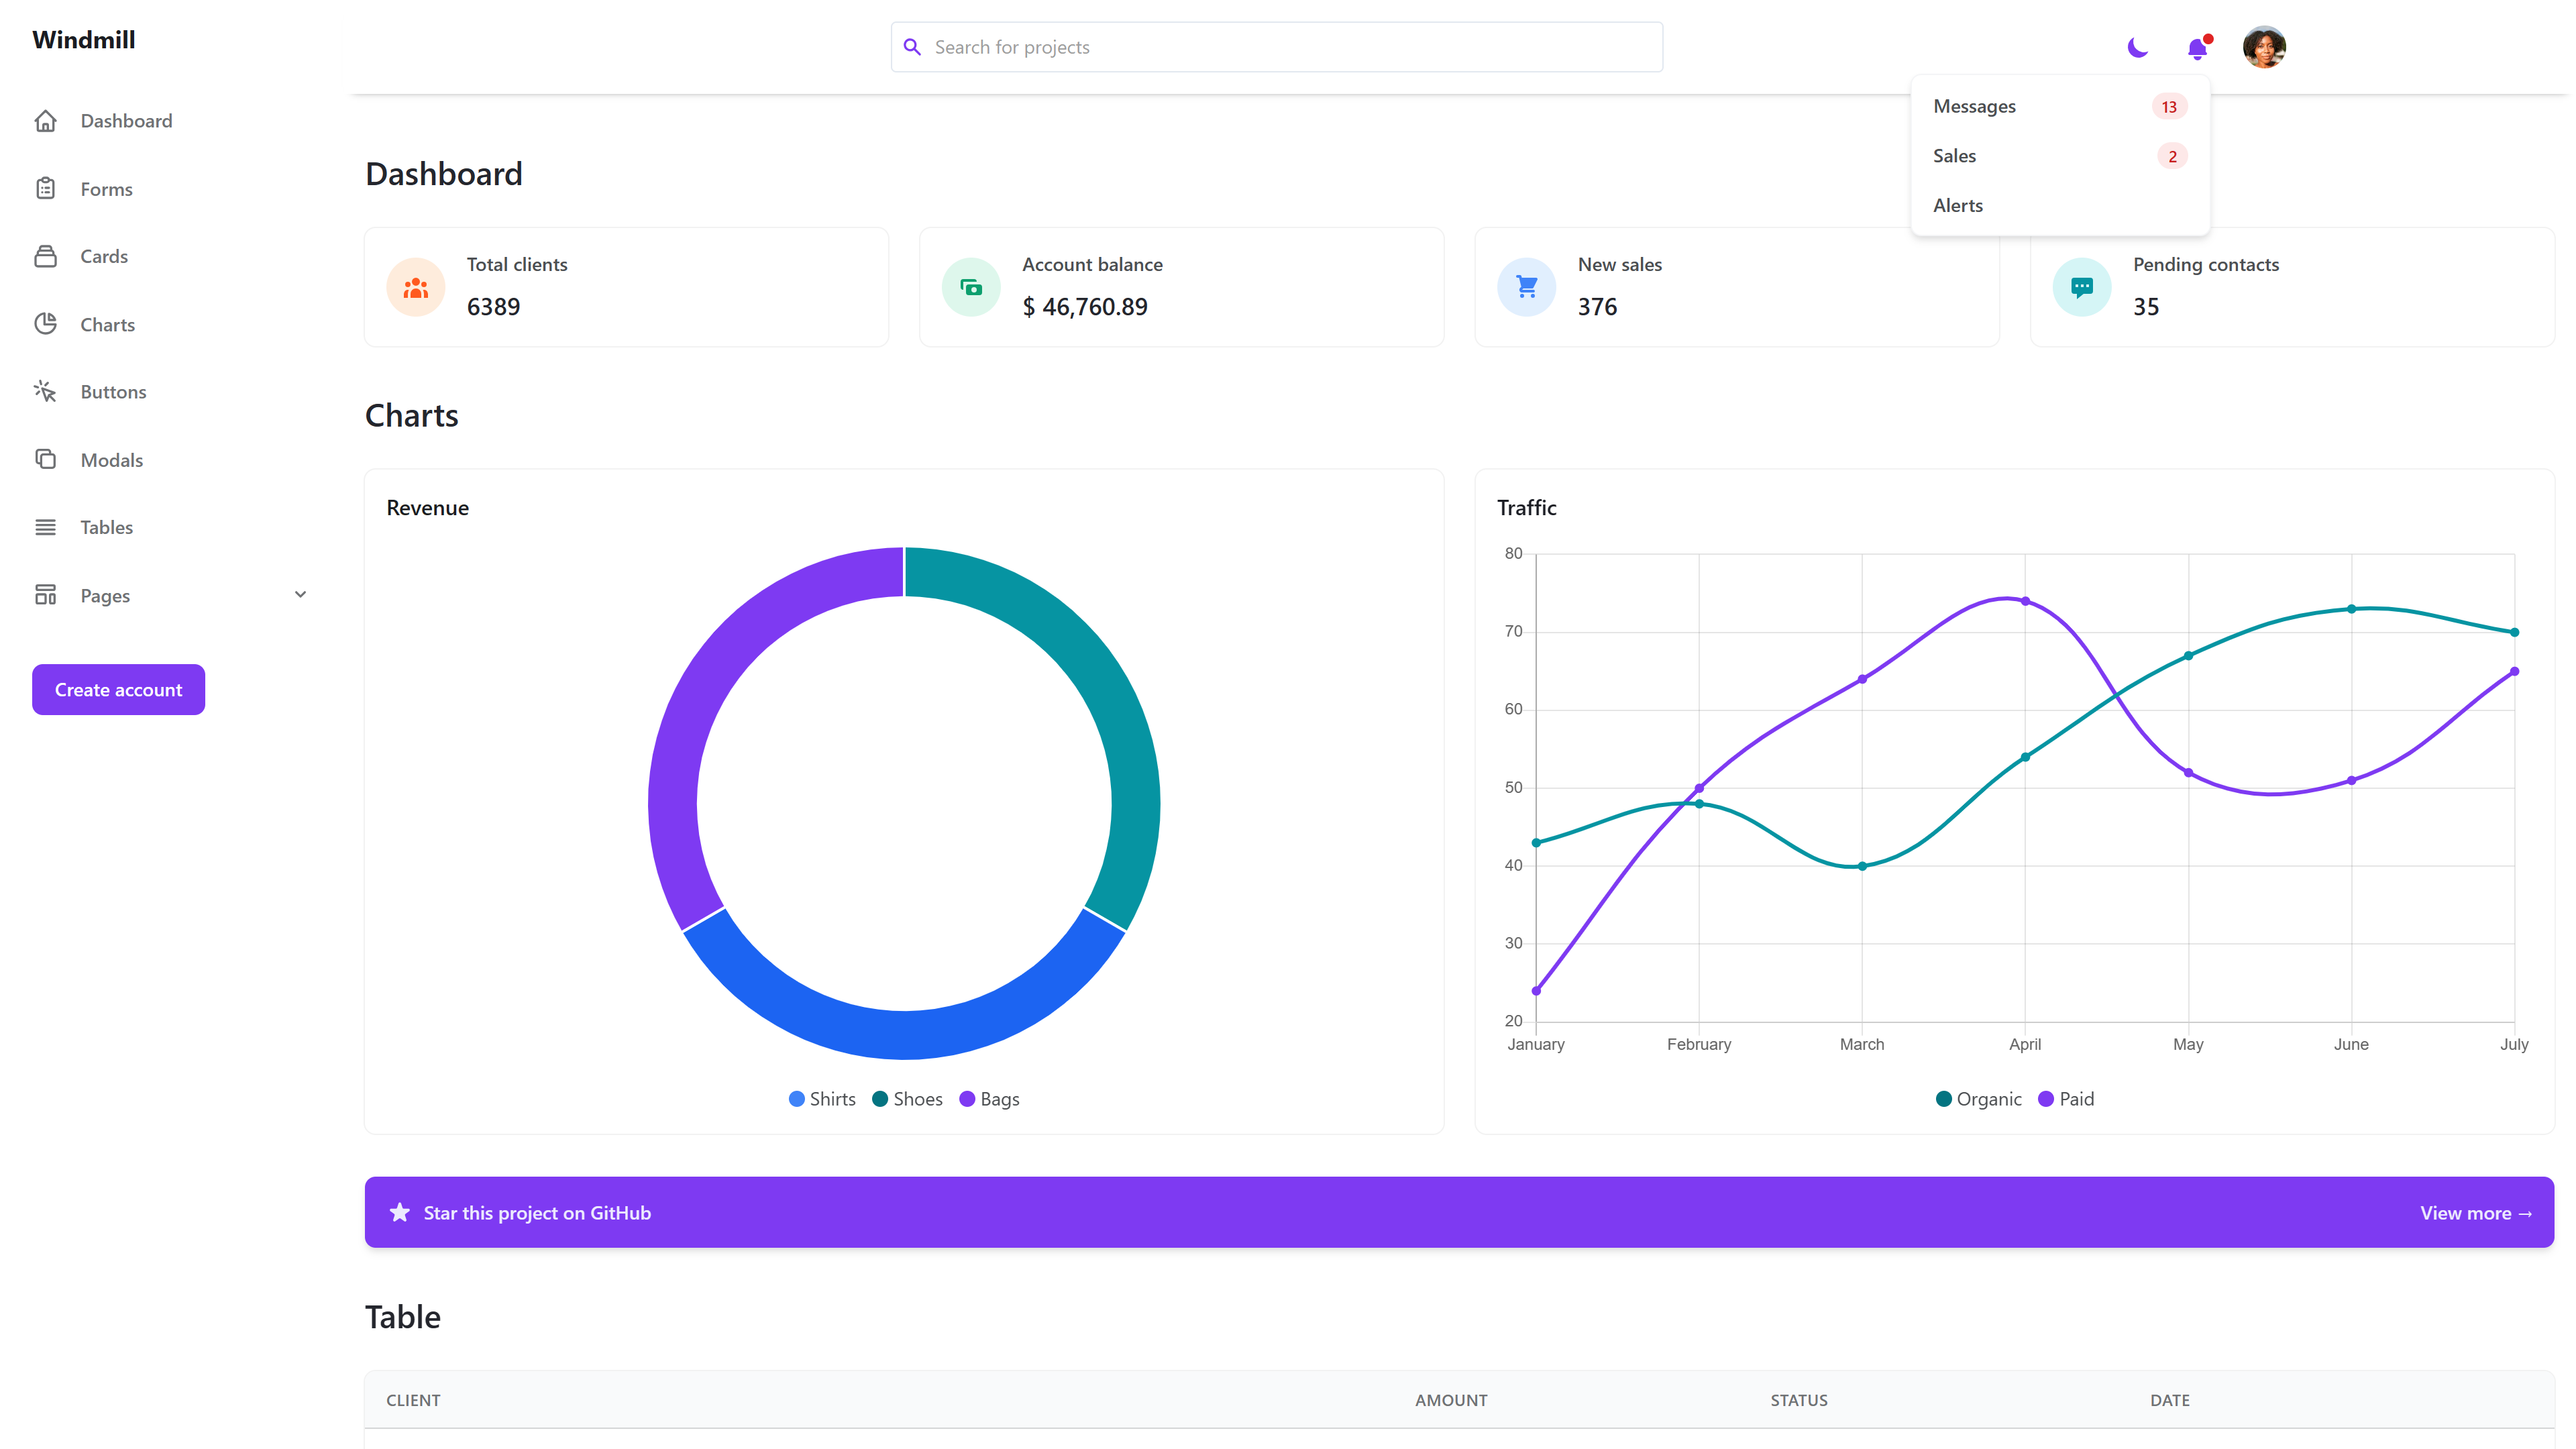 Windmill
Search for projects
Dashboard
Forms
Cards
Charts
Buttons
Modals
Tables
Pages
Create account
Messages 13
Sales 2
Alerts
Dashboard
Total clients
6389
Account balance
$ 46,760.89
New sales
376
Pending contacts
35
Charts
Revenue
Shirts Shoes Bags
Traffic
80
70
60
50
40
30
20
January February March April May June July
Organic Paid
Star this project on GitHub View more →
Table
CLIENT AMOUNT STATUS DATE